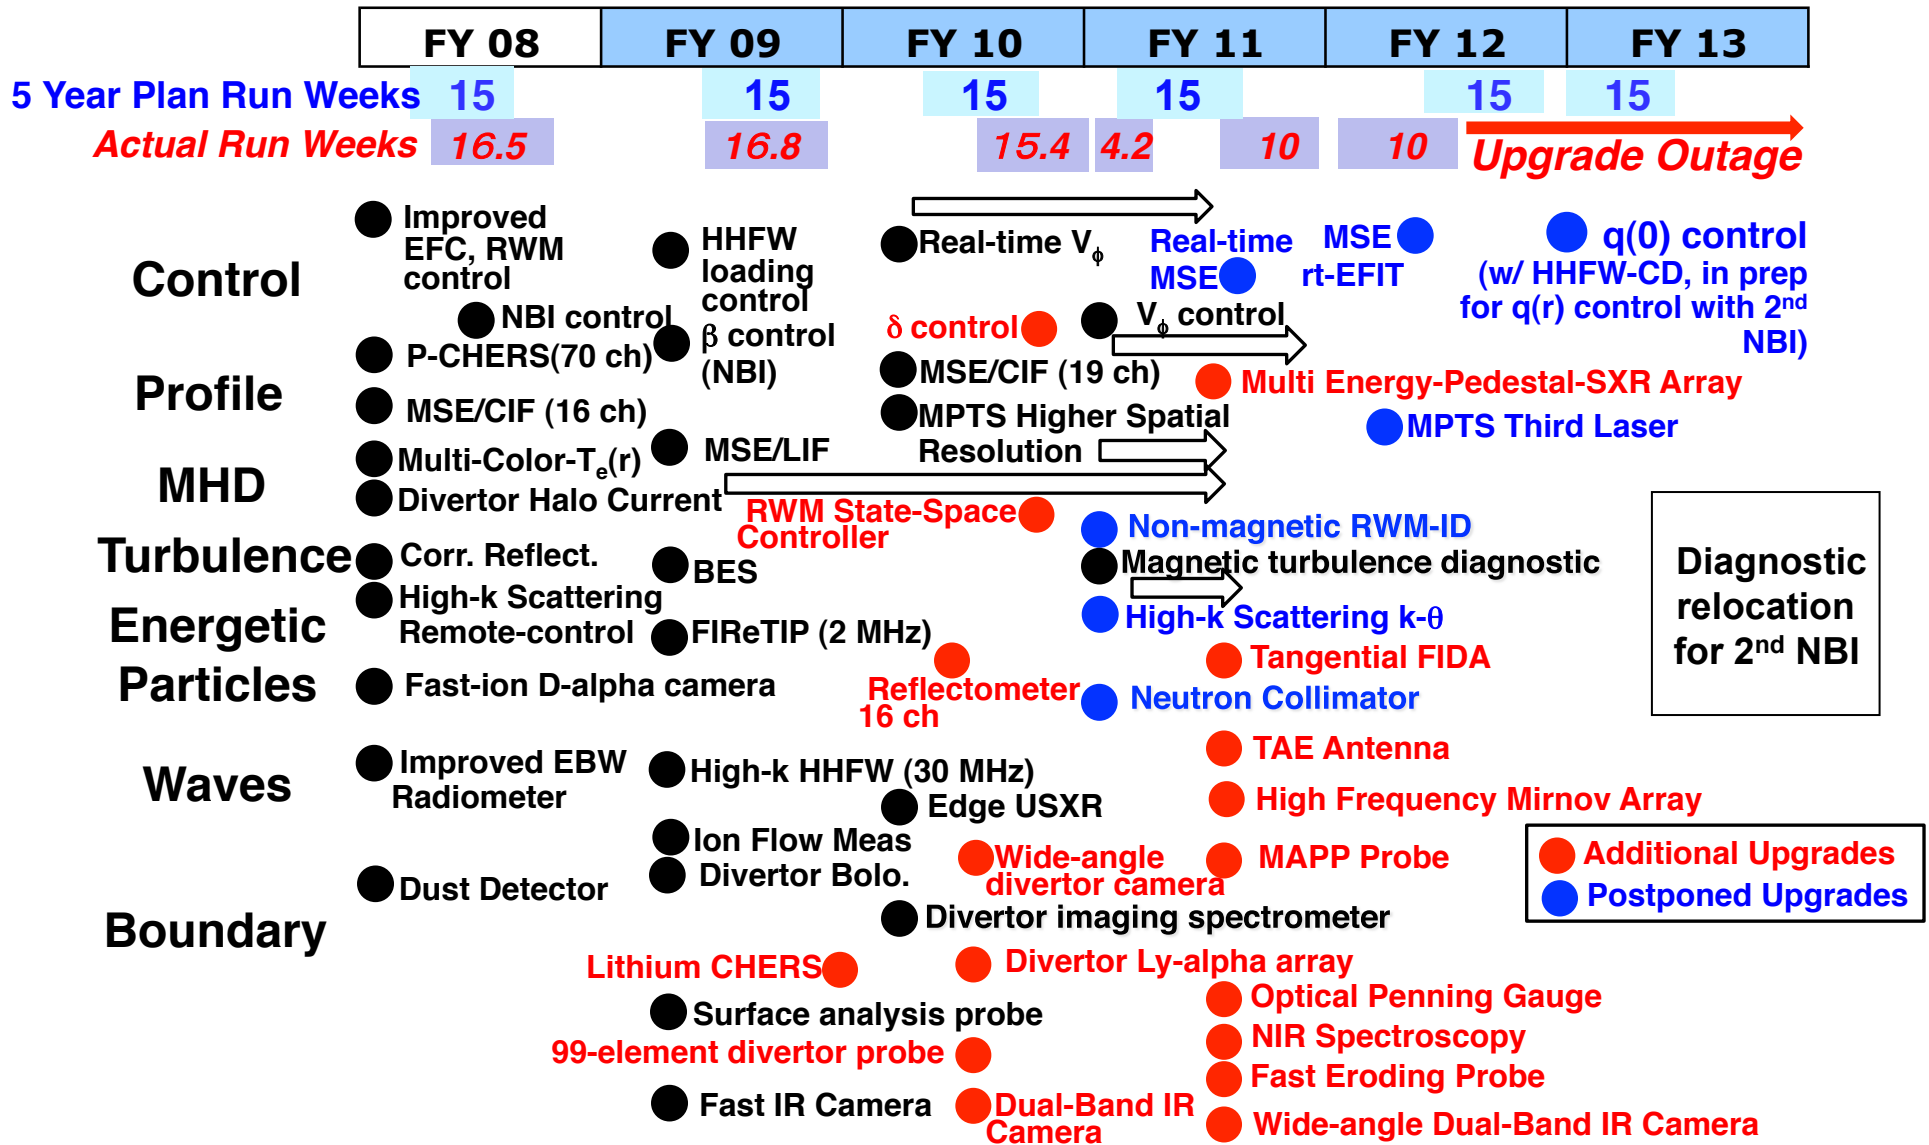 FY 08 FY 09 FY 10 FY 11 FY 12 FY 13
5 Year Plan Run Weeks 15 15 15 15 15 15
Actual Run Weeks 16.5 16.8 15.4 4.2 10 10
Upgrade Outage
Control
Improved
EFC, RWM
control
NBI control
HHFW
loading
control
β control
(NBI)
Real-time Vϕ
δ control
Real-time
MSE
Vϕ control
MSE
rt-EFIT
q(0) control
(w/ HHFW-CD, in prep
for q(r) control with 2nd
NBI)
Profile
P-CHERS(70 ch)
MSE/CIF (16 ch)
MSE/LIF
MSE/CIF (19 ch)
MPTS Higher Spatial
Resolution
Multi Energy-Pedestal-SXR Array
MPTS Third Laser
MHD
Multi-Color-Te(r)
Divertor Halo Current
RWM State-Space
Controller
Non-magnetic RWM-ID
Turbulence
Corr. Reflect.
High-k Scattering
Remote-control
BES
FIReTIP (2 MHz)
Magnetic turbulence diagnostic
High-k Scattering k-θ
Diagnostic
relocation
for 2nd NBI
Energetic
Particles
Fast-ion D-alpha camera
Reflectometer
16 ch
Tangential FIDA
Neutron Collimator
TAE Antenna
Waves
Improved EBW
Radiometer
High-k HHFW (30 MHz)
Edge USXR
High Frequency Mirnov Array
Boundary
Dust Detector
Ion Flow Meas
Divertor Bolo.
Wide-angle
divertor camera
MAPP Probe
Divertor imaging spectrometer
Lithium CHERS
Divertor Ly-alpha array
Surface analysis probe
Optical Penning Gauge
99-element divertor probe
NIR Spectroscopy
Fast Eroding Probe
Fast IR Camera
Dual-Band IR
Camera
Wide-angle Dual-Band IR Camera
Additional Upgrades
Postponed Upgrades